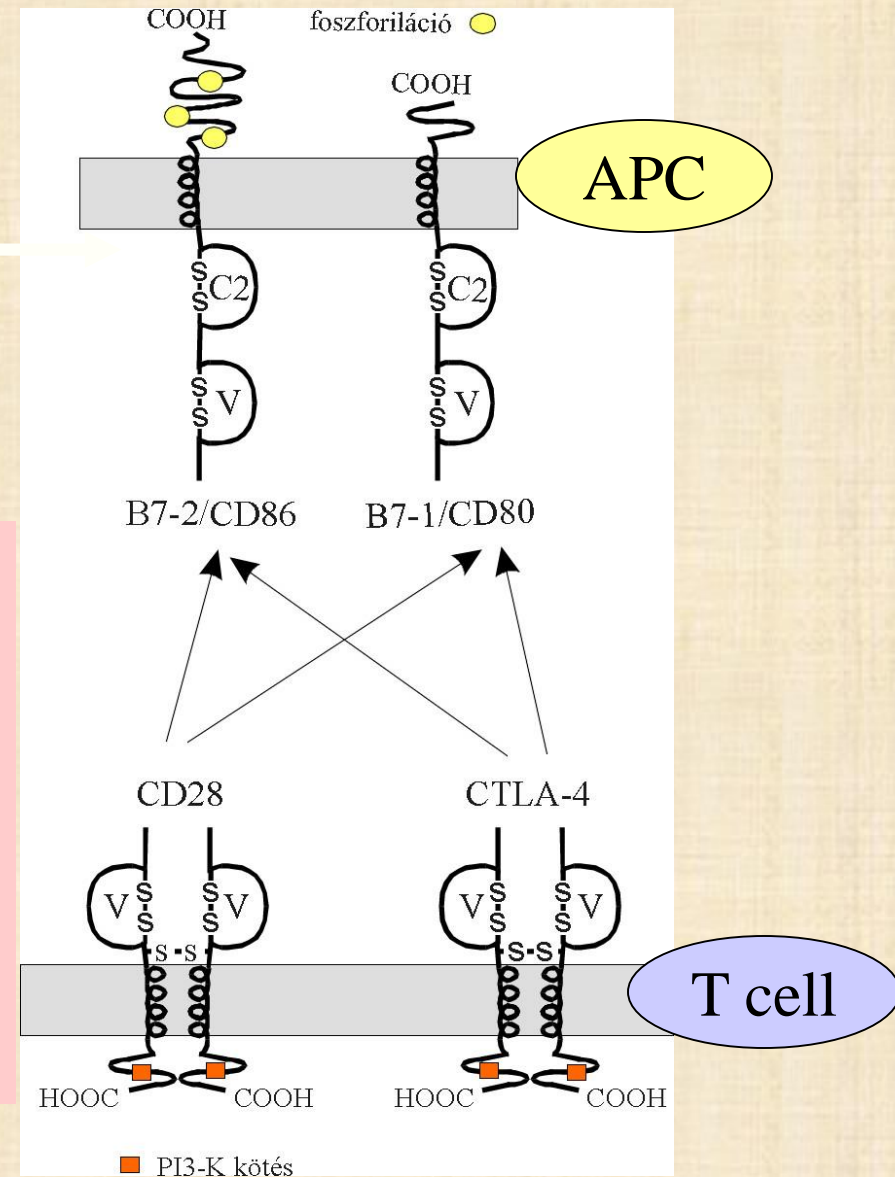 COOH foszforiláció
COOH
APC
S C2 S C2
S S
S V S V
S S
B7-2/CD86 B7-1/CD80
CD28 CTLA-4
V S S V V S S V
S S S S
S-S S-S
T cell
HOOC COOH HOOC COOH
PI3-K kötés